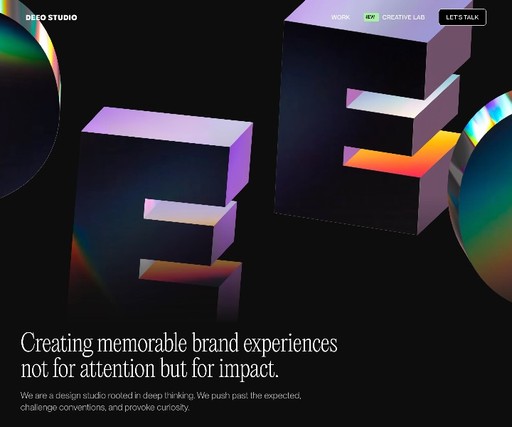 DEEO STUDIO
WORK
NEW! CREATIVE LAB
LET'S TALK
E
E
Creating memorable brand experiences
not for attention but for impact.
We are a design studio rooted in deep thinking. We push past the expected,
challenge conventions, and provoke curiosity.